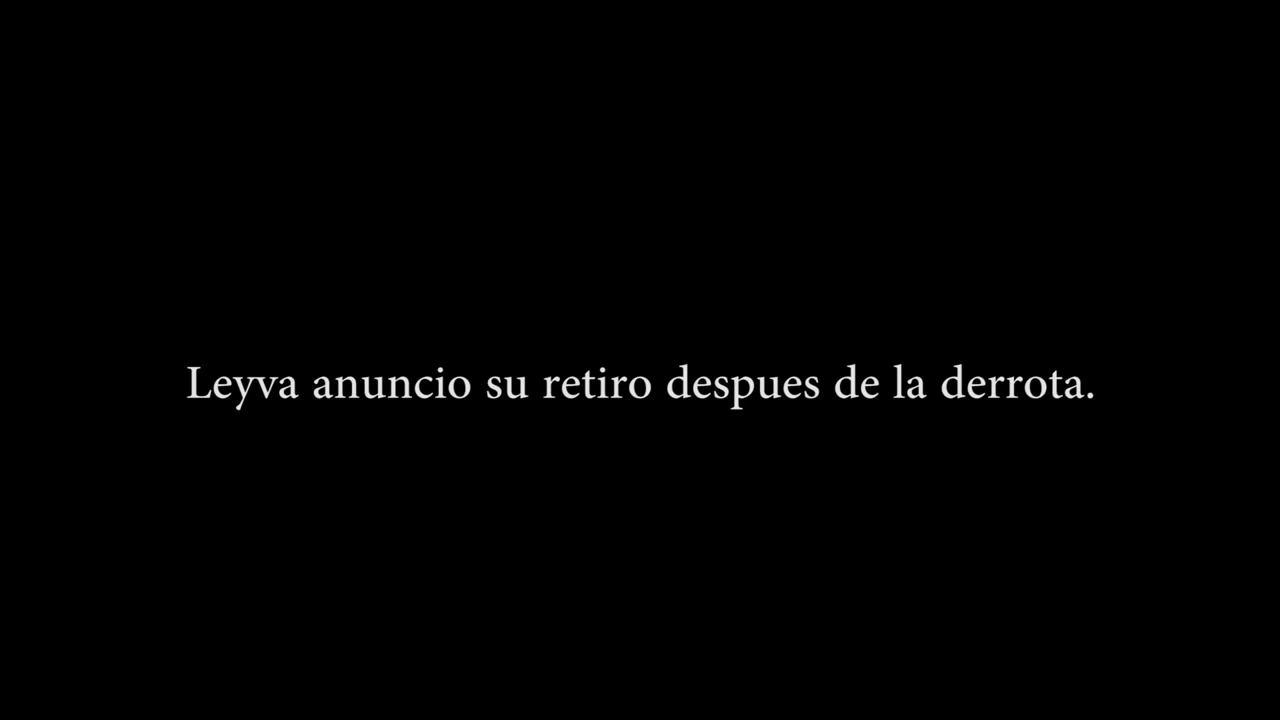 Leyva anuncio su retiro despues de la derrota.